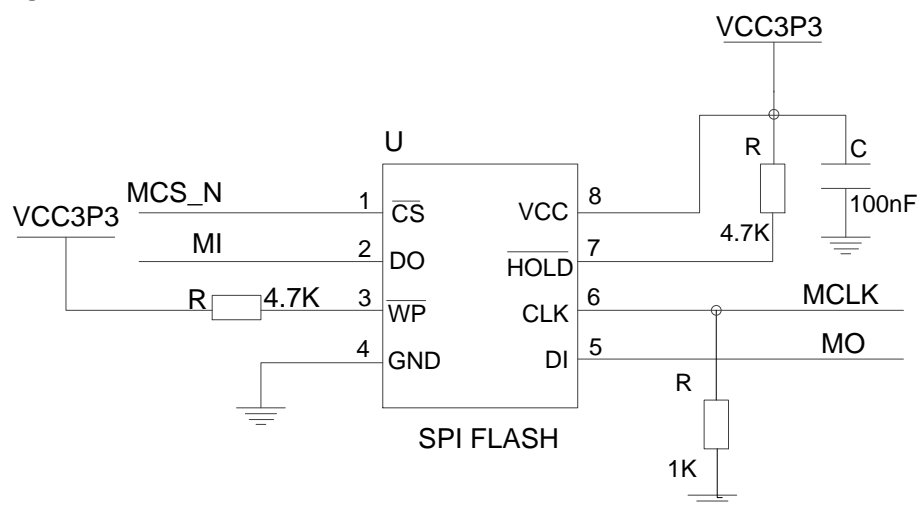 VCC3P3
U
R
C
MCS_N
1
CS
VCC
8
100nF
VCC3P3
MI
2
DO
HOLD
7
4.7K
R
4.7K
3
WP
CLK
6
MCLK
4
GND
DI
5
MO
R
SPI FLASH
1K